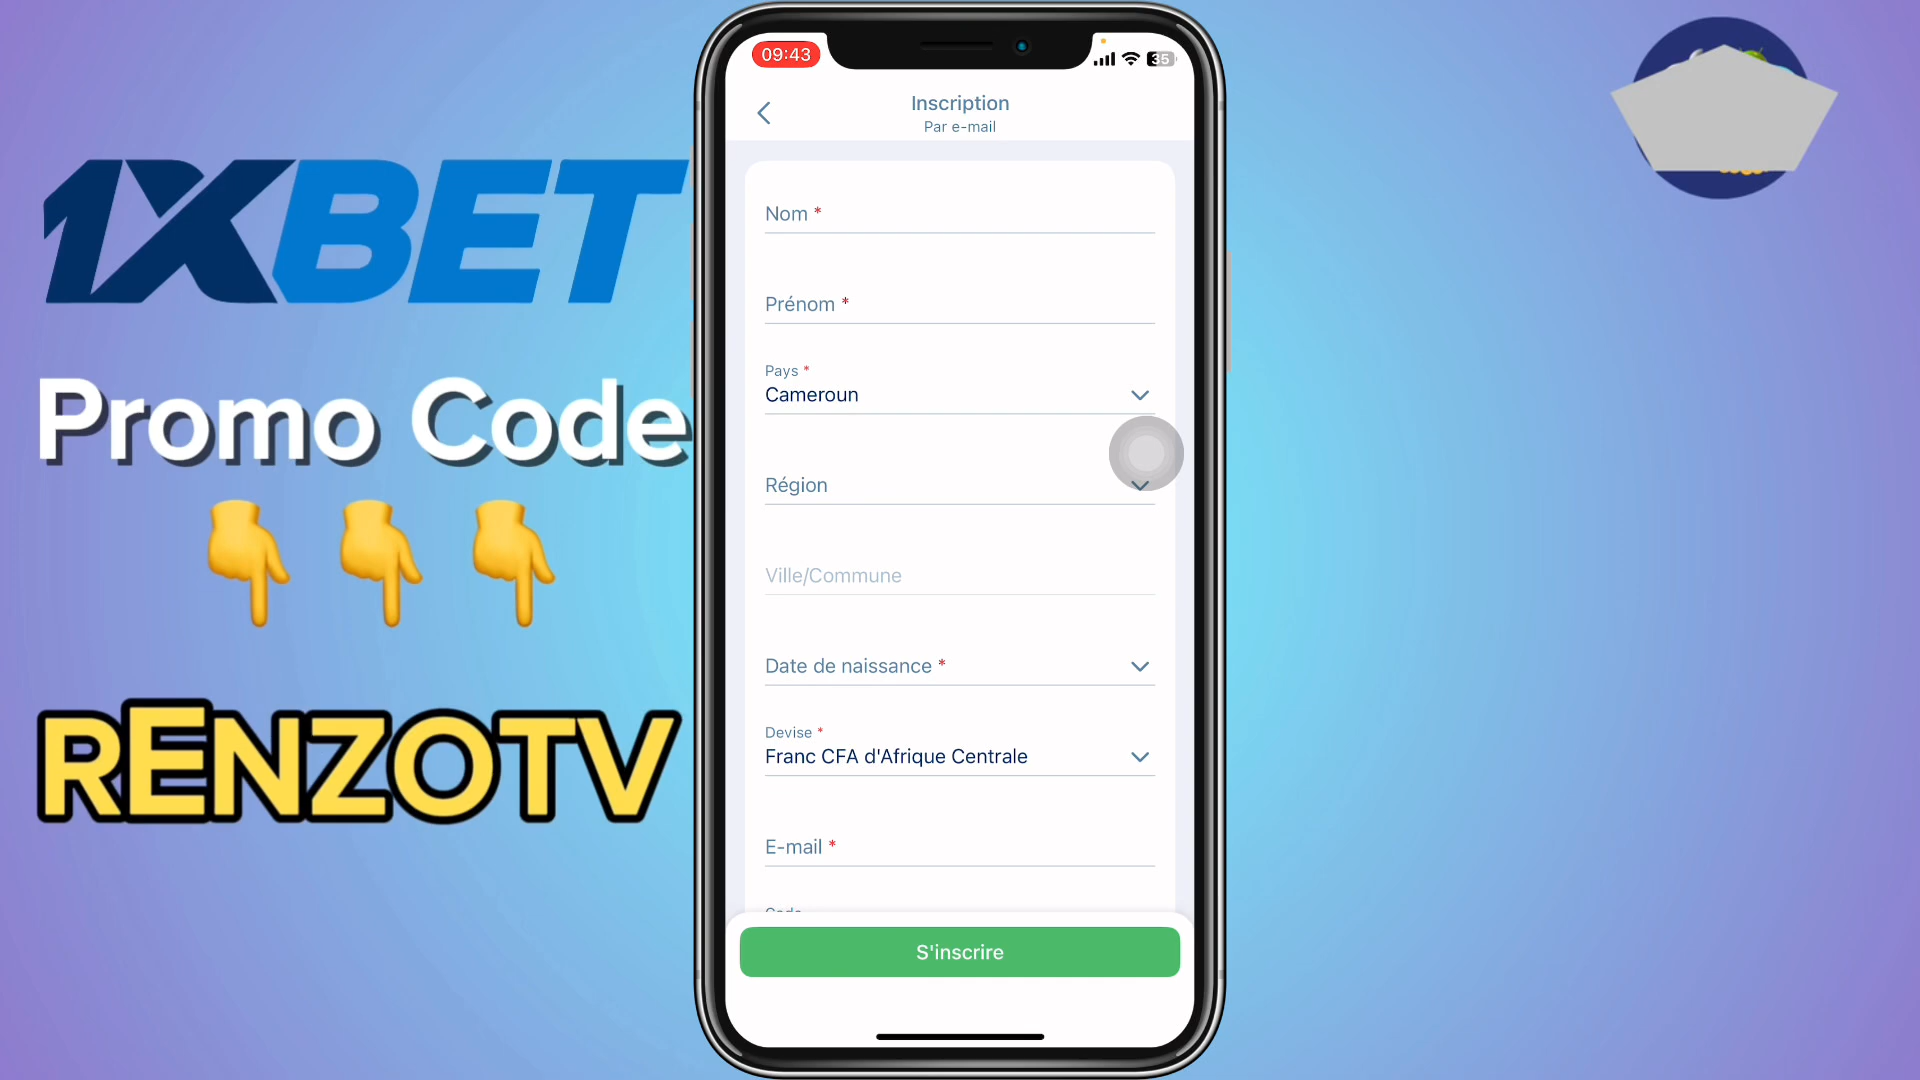 1XBET
Promo Code
👇 👇 👇
RENZOTV
09:43
35
Inscription
Par e-mail
Nom *
Prénom *
Pays *
Cameroun
Région
Ville/Commune
Date de naissance *
Devise *
Franc CFA d'Afrique Centrale
E-mail *
S'inscrire